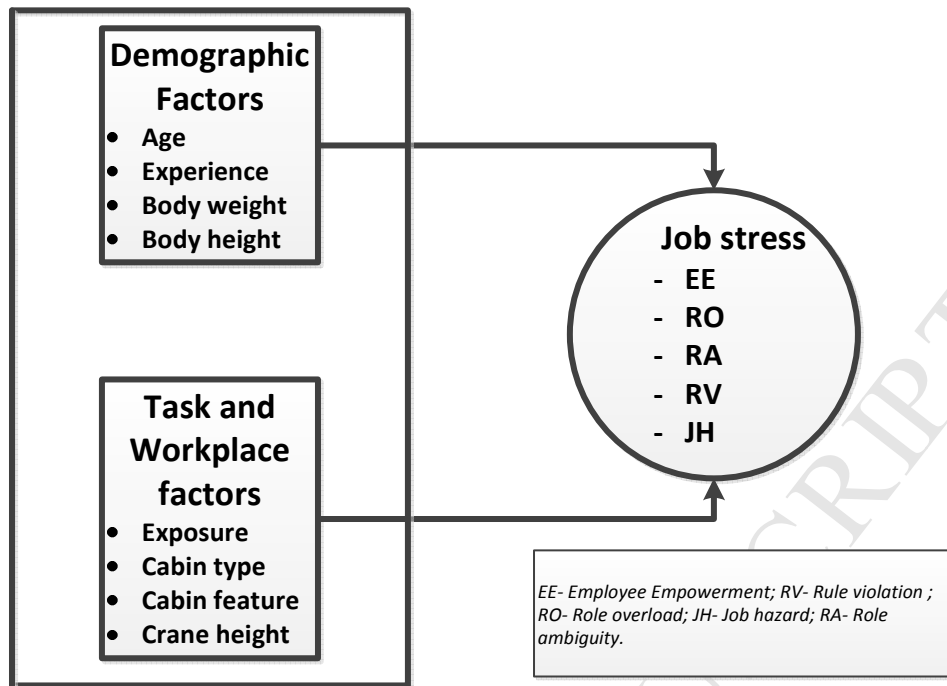 Demographic
Factors
• Age
• Experience
• Body weight
• Body height
Job stress
- EE
- RO
- RA
- RV
- JH
Task and
Workplace
factors
• Exposure
• Cabin type
• Cabin feature
• Crane height
EE- Employee Empowerment; RV- Rule violation ;
RO- Role overload; JH- Job hazard; RA- Role
ambiguity.
CRIPT